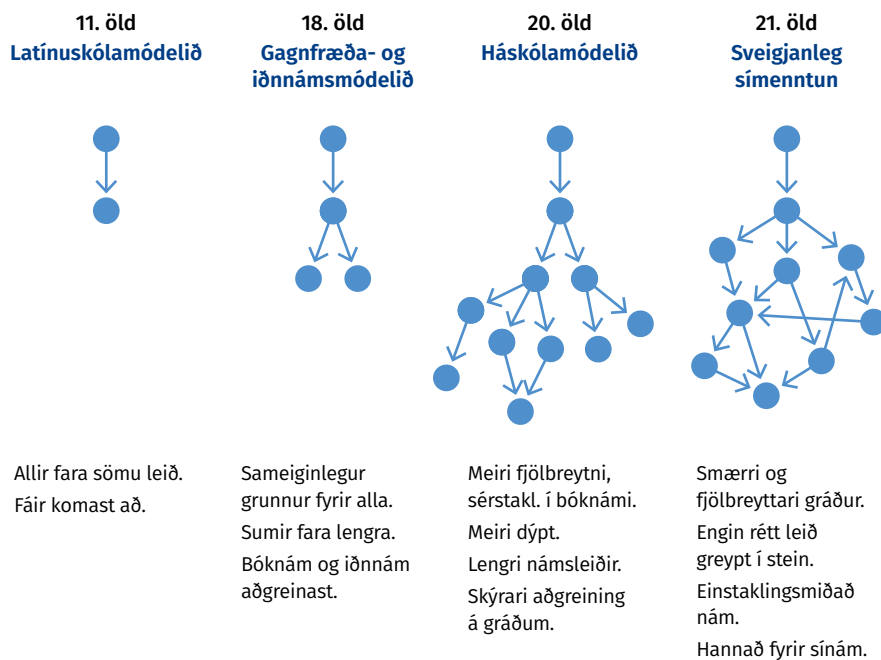 11. öld
Latínuskólamódelið
Allir fara sömu leið.
Fáir komast að.
18. öld
Gagnfræða- og
iðnnámsmódelið
Sameiginlegur
grunnur fyrir alla.
Sumir fara lengra.
Bóknám og iðnnám
aðgreinast.
20. öld
Háskólamódelið
Meiri fjölbreytni,
sérstakl. í bóknámi.
Meiri dýpt.
Lengri námsleiðir.
Skýrari aðgreining
á gráðum.
21. öld
Sveigjanleg
símenntun
Smærri og
fjölbreyttari gráður.
Engin rétt leið
greypt í stein.
Einstaklingsmiðað
nám.
Hannað fyrir sínám.